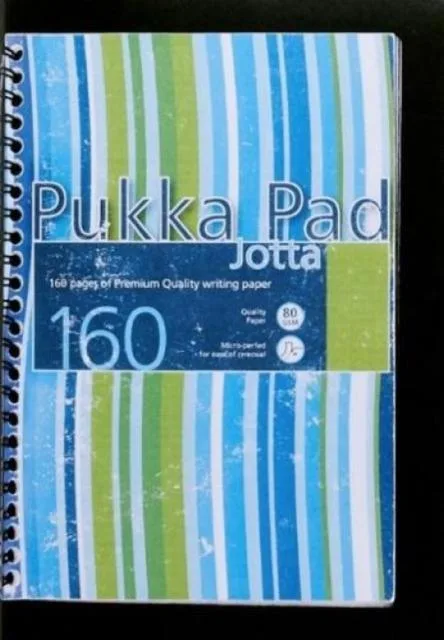 Pukka Pad
Jotta
160 pages of Premium Quality writing paper
160
Quality
Paper
80
GSM
Micro-perfed
- for ease of removal